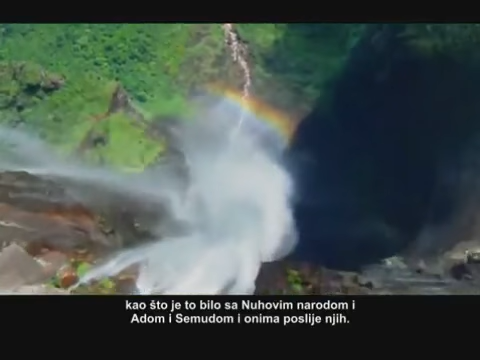 kao što je to bilo sa Nuhovim narodom i
Adom i Semudom i onima poslije njih.